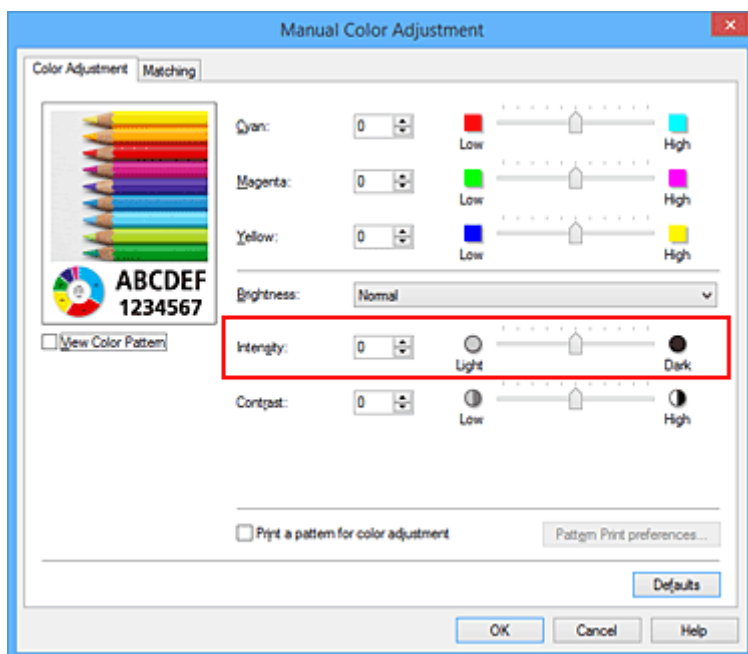 Manual Color Adjustment
Color Adjustment Matching
Cyan: 0 Low High
Magenta: 0 Low High
Yellow: 0 Low High
ABCDEF
1234567
Brightness: Normal
View Color Pattern
Intensity: 0 Light Dark
Contrast: 0 Low High
Print a pattern for color adjustment Pattern Print preferences...
Defaults
OK Cancel Help